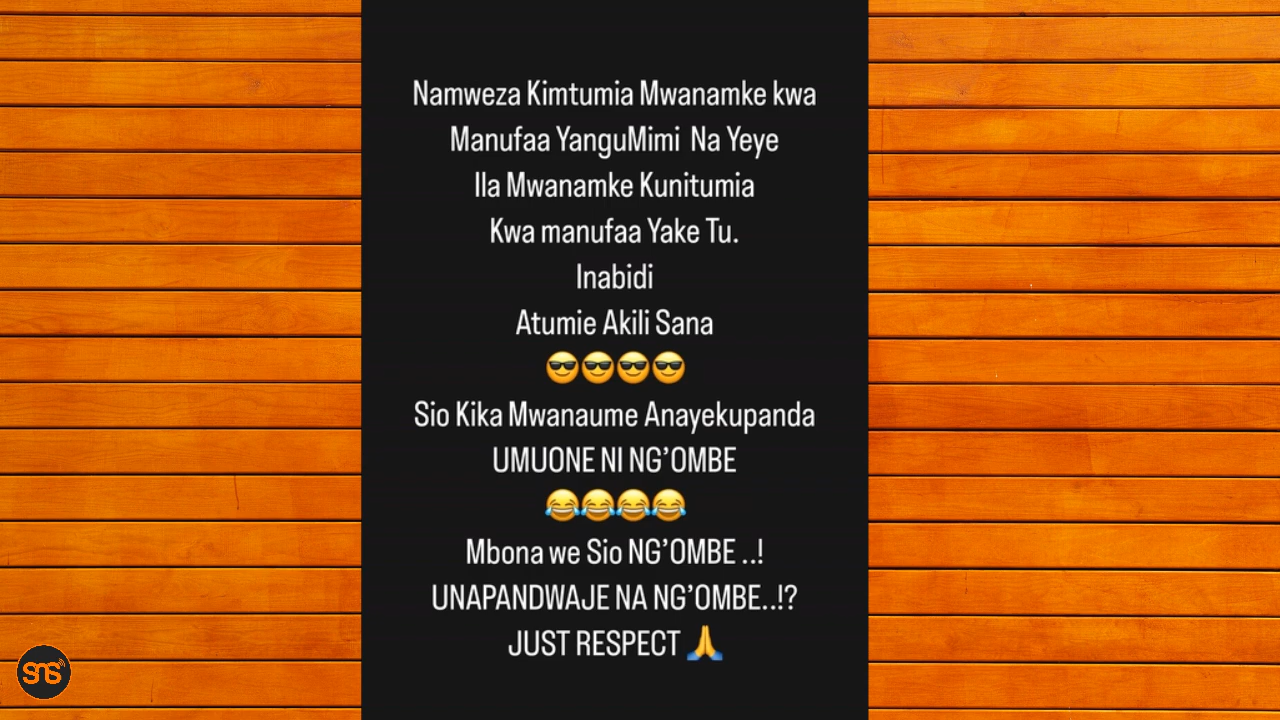 Namweza Kimtumia Mwanamke kwa
Manufaa YanguMimi Na Yeye
Ila Mwanamke Kunitumia
Kwa manufaa Yake Tu.
Inabidi
Atumie Akili Sana
😎😎😎😎
Sio Kika Mwanaume Anayekupanda
UMUONE NI NG’OMBE
😂😂😂😂
Mbona we Sio NG’OMBE ..!
UNAPANDWAJE NA NG’OMBE..!?
JUST RESPECT 🙏
sns